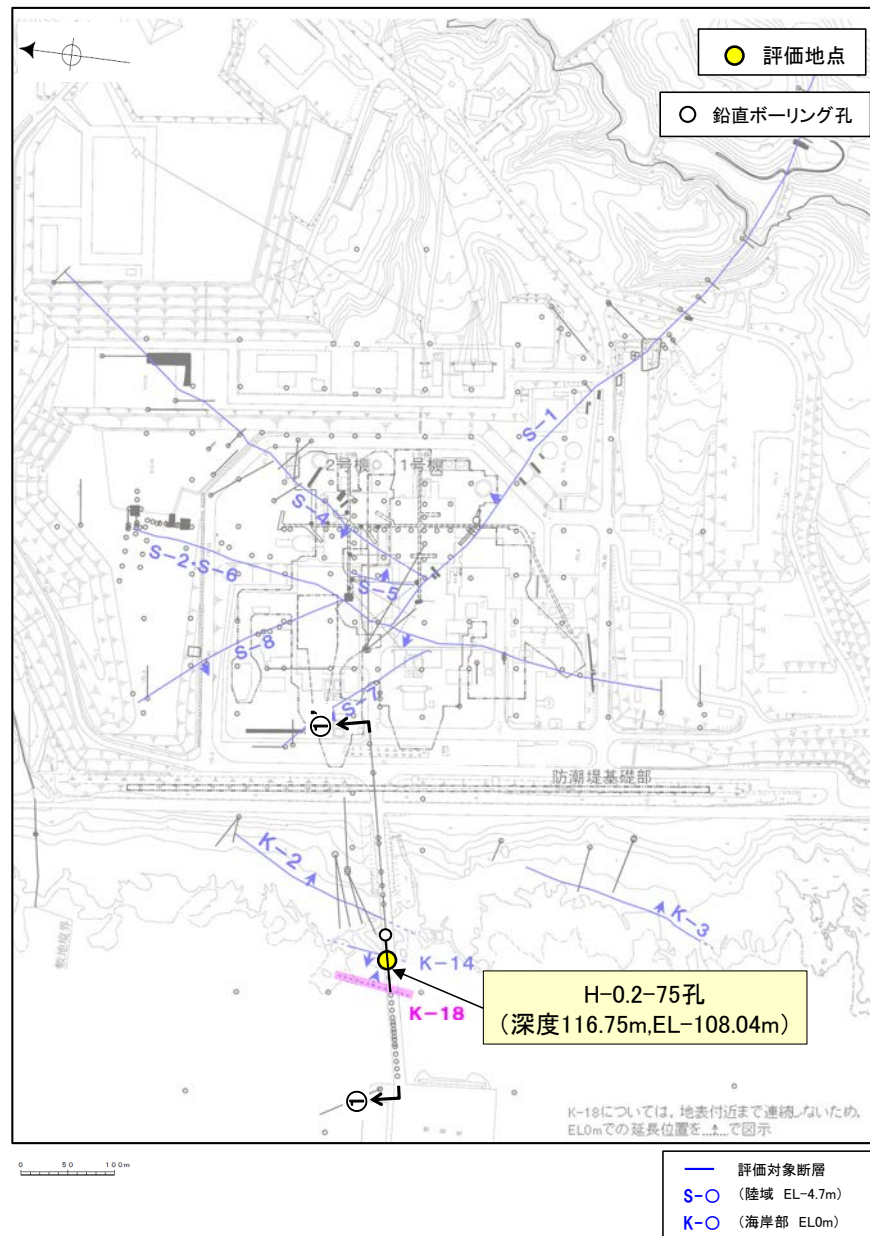 評価地点
鉛直ボーリング孔
S-1
2号機
1号機
S-4
S-2・S-6
S-5
S-8
S-7
①
防潮堤基礎部
K-2
K-3
敷地境界
K-14
K-18
H-0.2-75孔
(深度116.75m,EL-108.04m)
①
K-18については,地表付近まで連続しないため,
EL0mでの延長位置を で図示
0 50 100m
評価対象断層
S-○ (陸域 EL-4.7m)
K-○ (海岸部 EL0m)